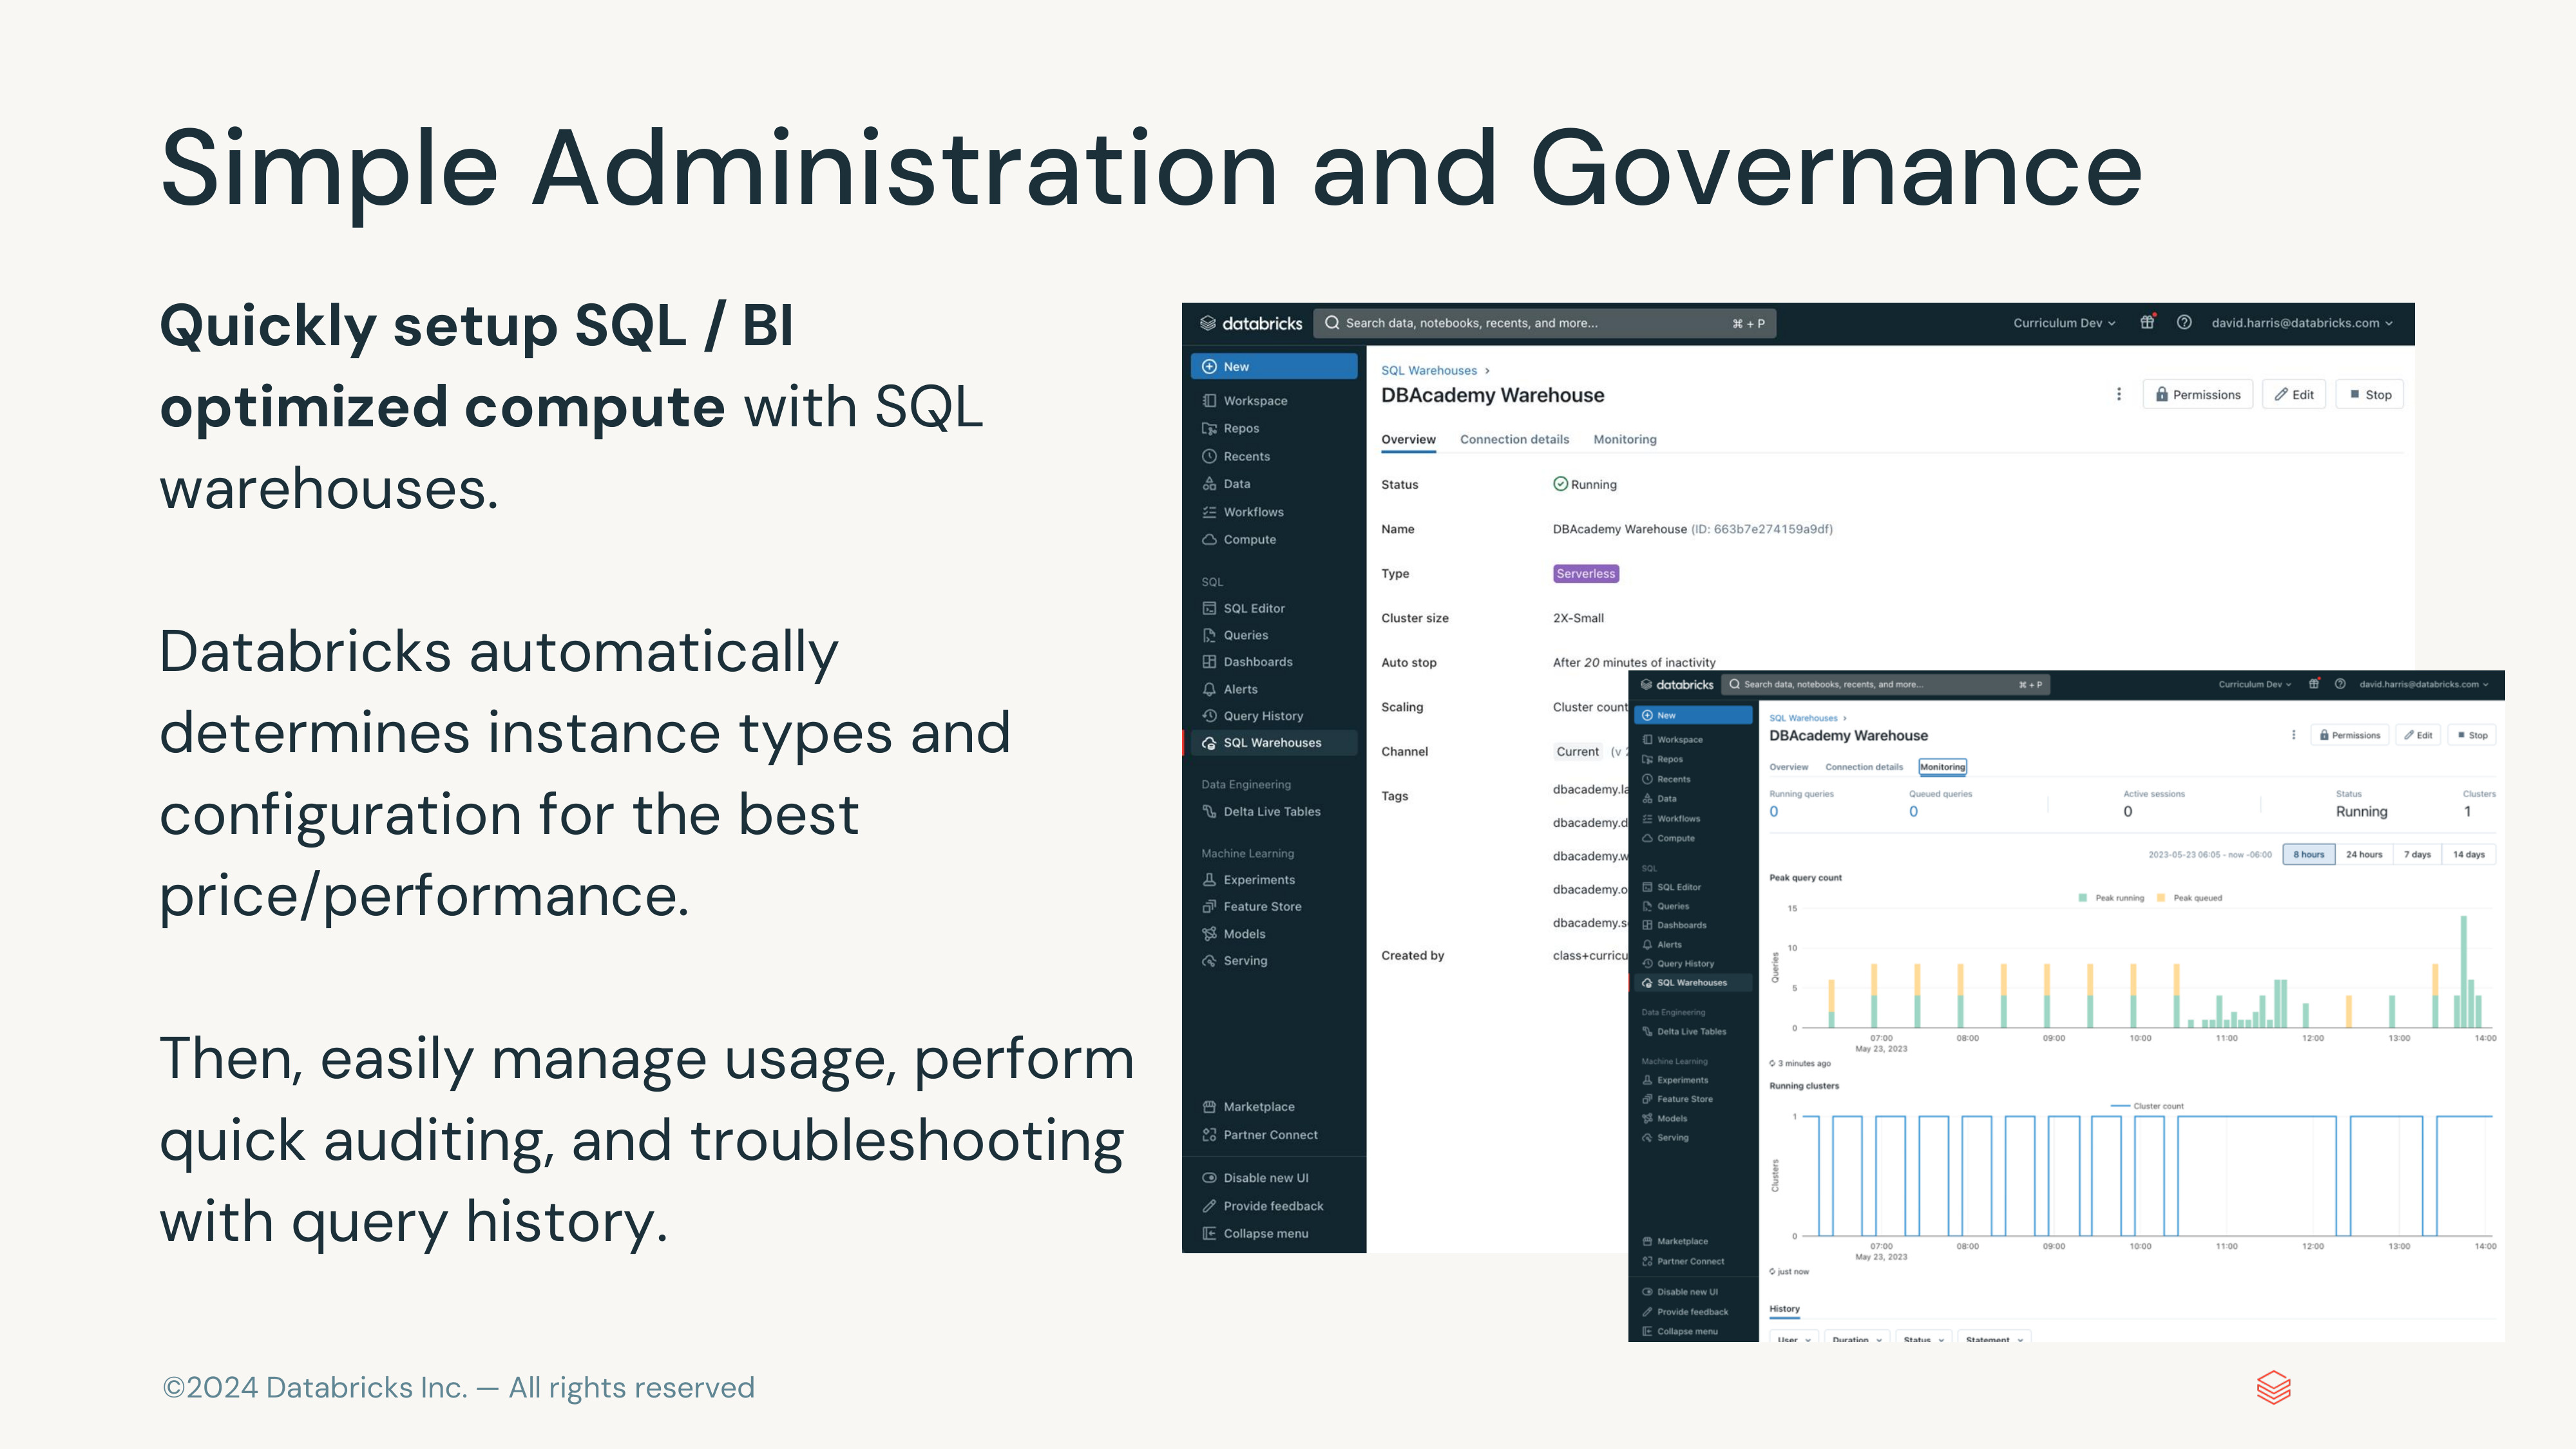 Simple Administration and Governance
Quickly setup SQL / BI
optimized compute with SQL
warehouses.
Databricks automatically
determines instance types and
configuration for the best
price/performance.
Then, easily manage usage, perform
quick auditing, and troubleshooting
with query history.
databricks
Search data, notebooks, recents, and more...
⌘ + P
Curriculum Dev
david.harris@databricks.com
New
Workspace
Repos
Recents
Data
Workflows
Compute
SQL
SQL Editor
Queries
Dashboards
Alerts
Query History
SQL Warehouses
Data Engineering
Delta Live Tables
Machine Learning
Experiments
Feature Store
Models
Serving
Marketplace
Partner Connect
Disable new UI
Provide feedback
Collapse menu
SQL Warehouses ›
DBAcademy Warehouse
Permissions
Edit
Stop
Overview Connection details Monitoring
Status Running
Name DBAcademy Warehouse (ID: 663b7e274159a9df)
Type Serverless
Cluster size 2X-Small
Auto stop After 20 minutes of inactivity
Scaling Cluster count
Channel Current (v
Tags dbacademy.la
dbacademy.d
dbacademy.w
dbacademy.o
dbacademy.s
Created by class+curricu
databricks
Search data, notebooks, recents, and more...
⌘ + P
Curriculum Dev
david.harris@databricks.com
New
Workspace
Repos
Recents
Data
Workflows
Compute
SQL
SQL Editor
Queries
Dashboards
Alerts
Query History
SQL Warehouses
Data Engineering
Delta Live Tables
Machine Learning
Experiments
Feature Store
Models
Serving
Marketplace
Partner Connect
Disable new UI
Provide feedback
Collapse menu
SQL Warehouses ›
DBAcademy Warehouse
Permissions
Edit
Stop
Overview Connection details Monitoring
Running queries Queued queries Active sessions Status Clusters
0 0 0 Running 1
2023-05-23 06:05 - now -06:00 8 hours 24 hours 7 days 14 days
Peak query count
Peak running Peak queued
15
10
5
0
Queries
07:00 08:00 09:00 10:00 11:00 12:00 13:00 14:00
May 23, 2023
3 minutes ago
Running clusters
Cluster count
1
0
Clusters
07:00 08:00 09:00 10:00 11:00 12:00 13:00 14:00
May 23, 2023
just now
History
User Duration Status Statement
©2024 Databricks Inc. — All rights reserved